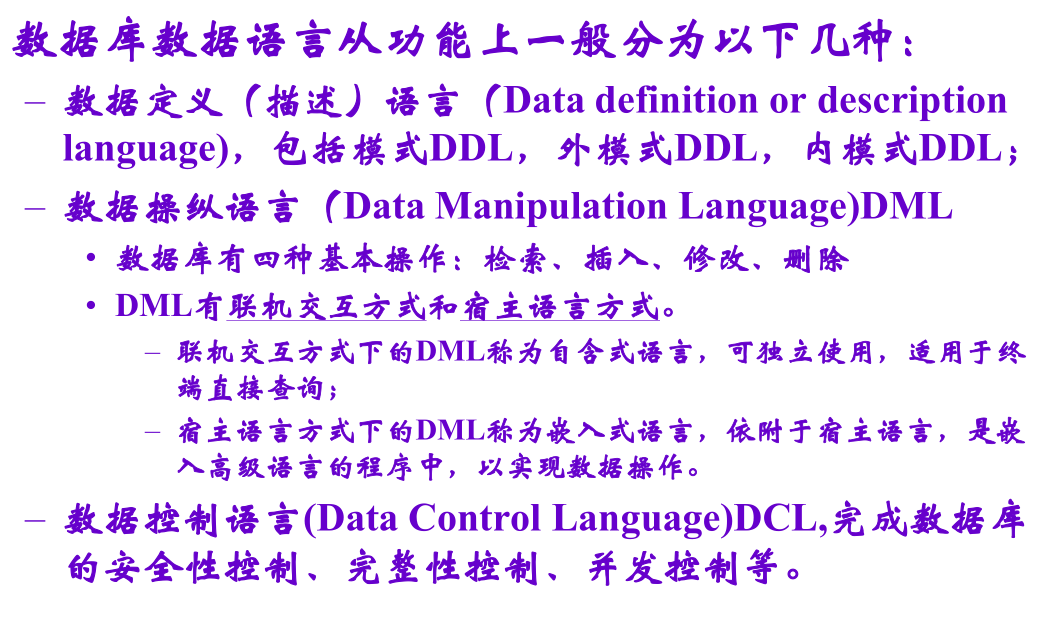 数据库数据语言从功能上一般分为以下几种：
– 数据定义（描述）语言（Data definition or description
language)，包括模式DDL，外模式DDL，内模式DDL；
– 数据操纵语言（Data Manipulation Language)DML
• 数据库有四种基本操作：检索、插入、修改、删除
• DML有联机交互方式和宿主语言方式。
– 联机交互方式下的DML称为自含式语言，可独立使用，适用于终
端直接查询；
– 宿主语言方式下的DML称为嵌入式语言，依附于宿主语言，是嵌
入高级语言的程序中，以实现数据操作。
– 数据控制语言(Data Control Language)DCL,完成数据库
的安全性控制、完整性控制、并发控制等。